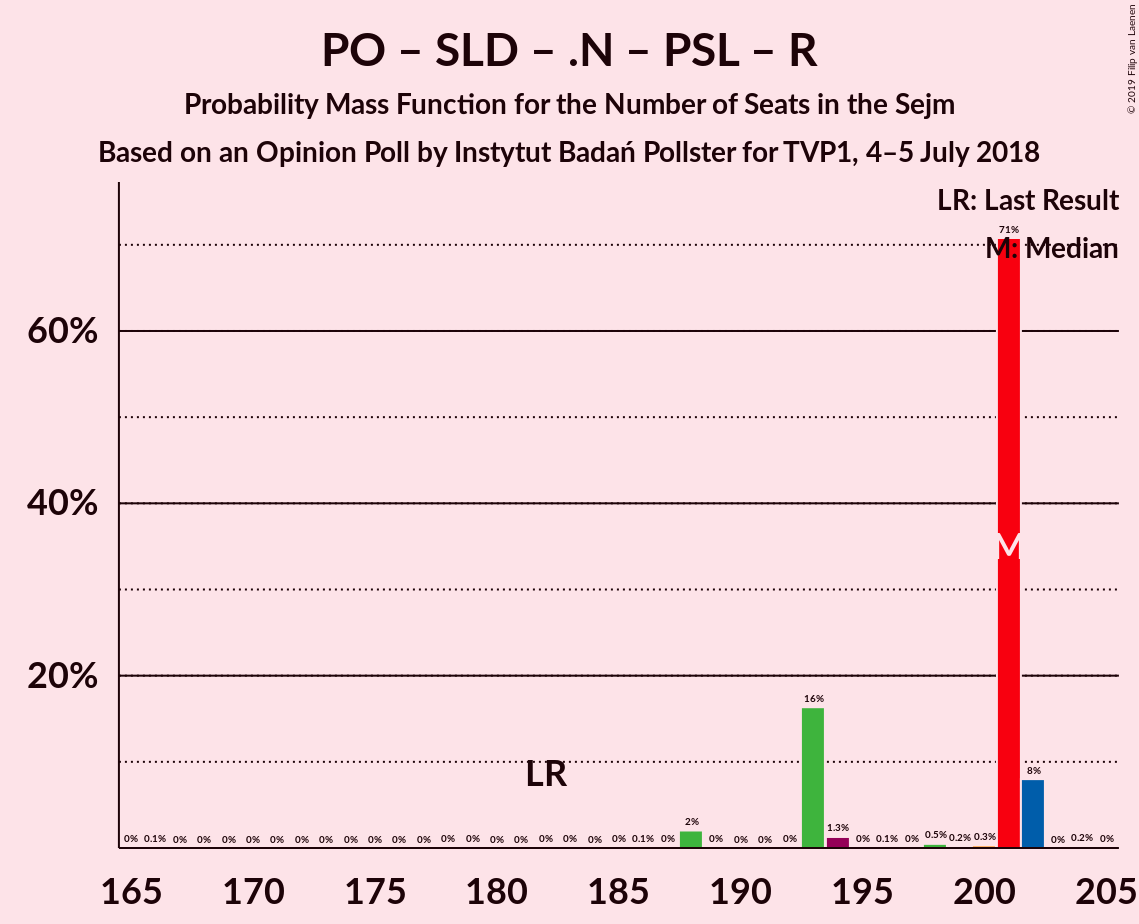 PO – SLD – .N – PSL – R
Probability Mass Function for the Number of Seats in the Sejm
Based on an Opinion Poll by Instytut Badań Pollster for TVP1, 4–5 July 2018
© 2019 Filip van Laenen
LR: Last Result
M: Median
71%
60%
40%
M
20%
16%
LR
8%
2%
1.3%
0% 0.1% 0% 0% 0% 0% 0% 0% 0% 0% 0% 0% 0% 0% 0% 0% 0% 0% 0% 0% 0% 0.1% 0% 0% 0% 0% 0% 0% 0.1% 0% 0.5% 0.2% 0.3% 0% 0.2% 0%
165 170 175 180 185 190 195 200 205